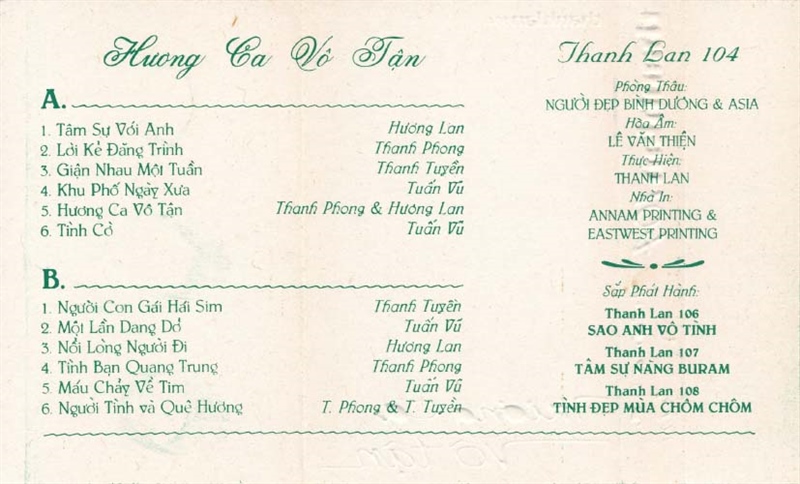 Hương Ca Vô Tận
A.
1. Tâm Sự Với Anh Hương Lan
2. Lời Kẻ Đăng Trình Thanh Phong
3. Giận Nhau Một Tuần Thanh Tuyền
4. Khu Phố Ngày Xưa Tuấn Vũ
5. Hương Ca Vô Tận Thanh Phong & Hương Lan
6. Tình Cờ Tuấn Vũ
B.
1. Người Con Gái Hái Sim Thanh Tuyền
2. Một Lần Dang Dở Tuấn Vũ
3. Nỗi Lòng Người Đi Hương Lan
4. Tình Bạn Quang Trung Thanh Phong
5. Máu Chảy Về Tim Tuấn Vũ
6. Người Tình và Quê Hương T. Phong & T. Tuyền
Thanh Lan 104
Phòng Thâu:
NGƯỜI ĐẸP BÌNH DƯƠNG & ASIA
Hòa Âm:
LÊ VĂN THIỆN
Thực Hiện:
THANH LAN
Nhà In:
ANNAM PRINTING &
EASTWEST PRINTING
Sắp Phát Hành:
Thanh Lan 106
SAO ANH VÔ TÌNH
Thanh Lan 107
TÂM SỰ NÀNG BURAM
Thanh Lan 108
TÌNH ĐẸP MÙA CHÔM CHÔM